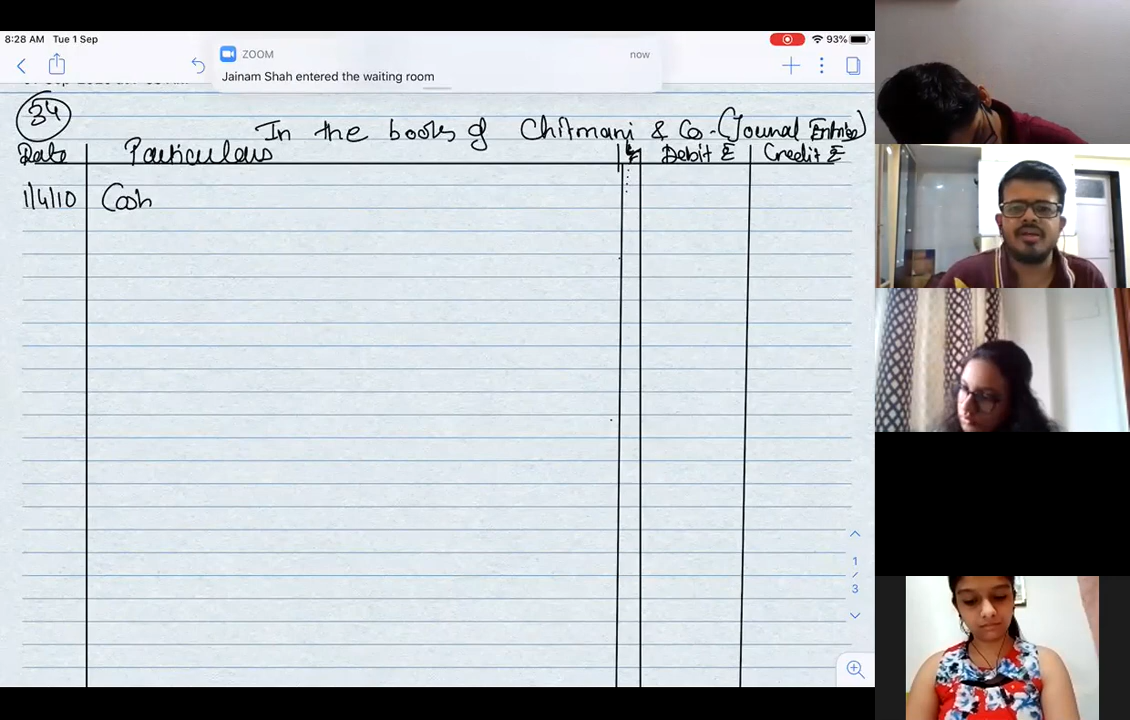 8:28 AM Tue 1 Sep
93%
ZOOM
now
Jainam Shah entered the waiting room
34
In the books of Chitmani & Co. (Jounal Entries)
Date Particulars Debit ₹ Credit ₹
1/4/10 Cash
1
/
3